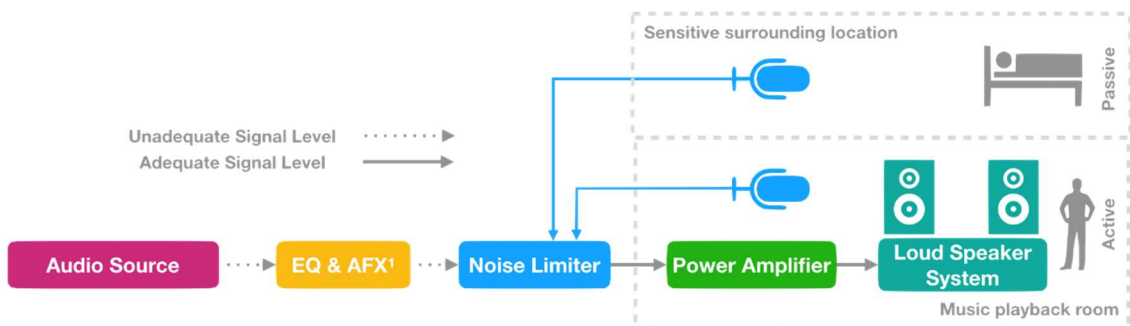 Sensitive surrounding location
Passive
Unadequate Signal Level
Adequate Signal Level
Active
Audio Source
EQ & AFX¹
Noise Limiter
Power Amplifier
Loud Speaker
System
Music playback room